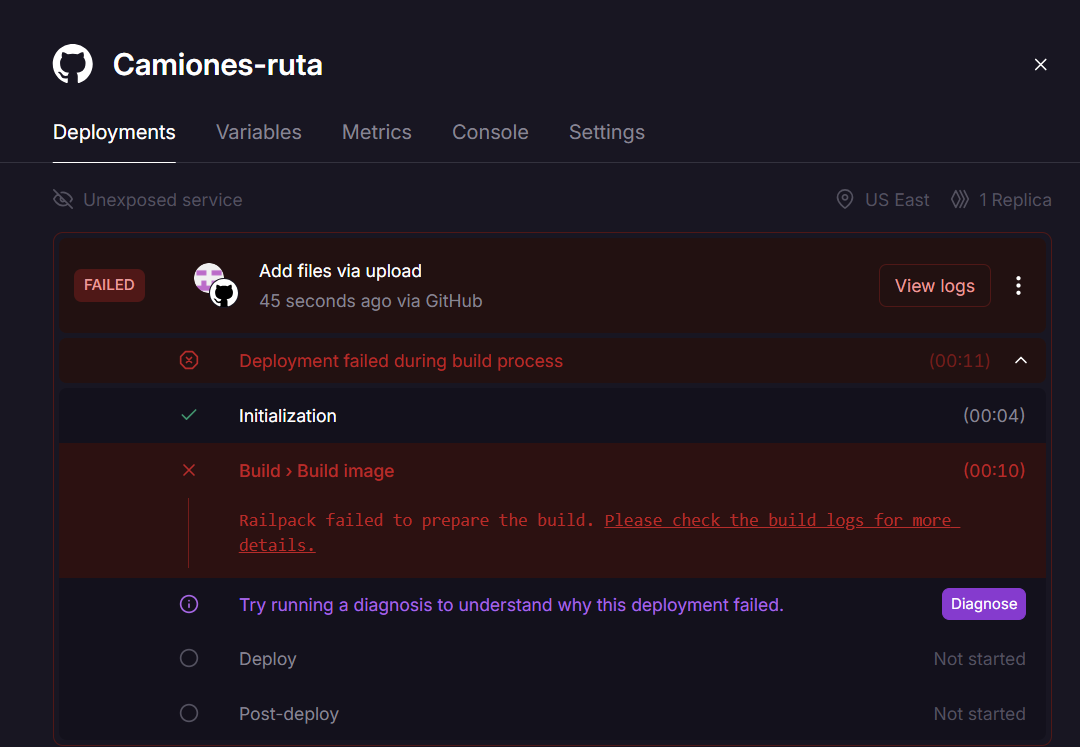 Camiones-ruta
Deployments Variables Metrics Console Settings
Unexposed service US East 1 Replica
FAILED Add files via upload View logs
45 seconds ago via GitHub
Deployment failed during build process (00:11)
Initialization (00:04)
Build › Build image (00:10)
Railpack failed to prepare the build. Please check the build logs for more
details.
Try running a diagnosis to understand why this deployment failed. Diagnose
Deploy Not started
Post-deploy Not started